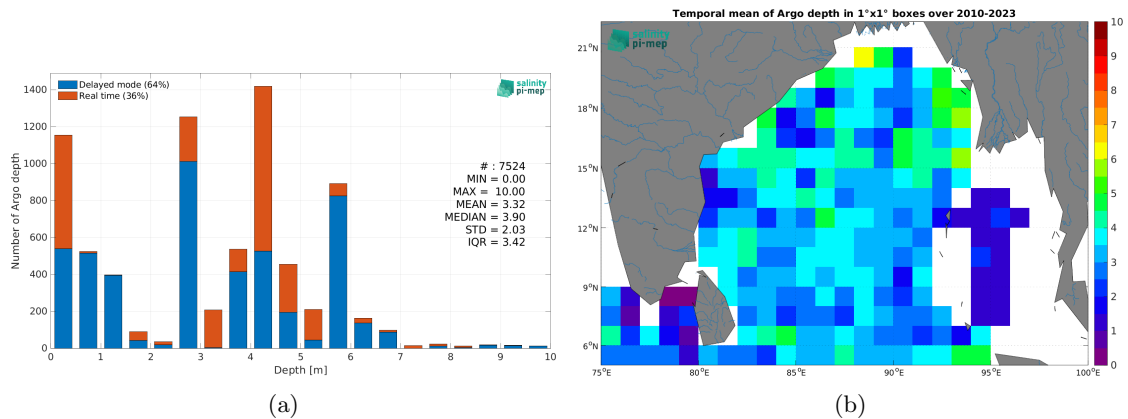 Delayed mode (64%)
Real time (36%)
salinity
pi-mep
# : 7524
MIN = 0.00
MAX = 10.00
MEAN = 3.32
MEDIAN = 3.90
STD = 2.03
IQR = 3.42
Number of Argo depth
1400
1200
1000
800
600
400
200
0
0 1 2 3 4 5 6 7 8 9 10
Depth [m]
(a)
Temporal mean of Argo depth in 1°x1° boxes over 2010-2023
salinity
pi-mep
21°N
18°N
15°N
12°N
9°N
6°N
75°E 80°E 85°E 90°E 95°E 100°E
10
9
8
7
6
5
4
3
2
1
0
(b)